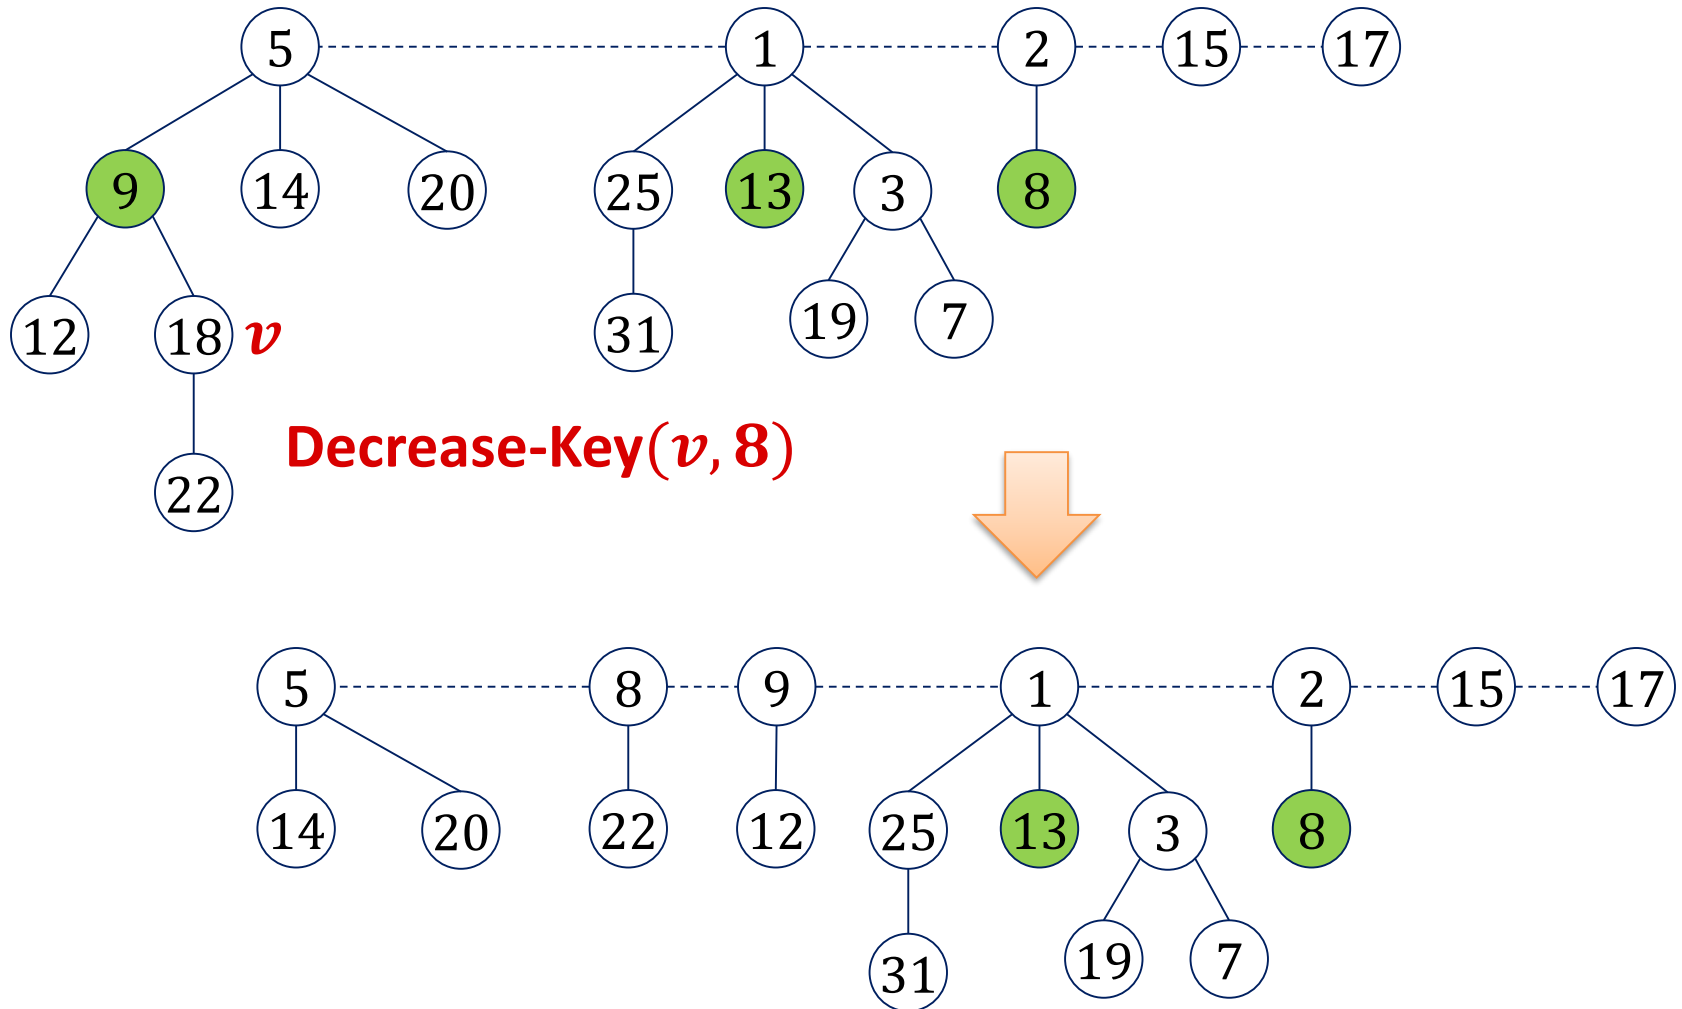 5 1 2 15 17
9 14 20 25 13 3 8
12 18 v 31 19 7
22
Decrease-Key(v, 8)
5 8 9 1 2 15 17
14 20 22 12 25 13 3 8
31 19 7